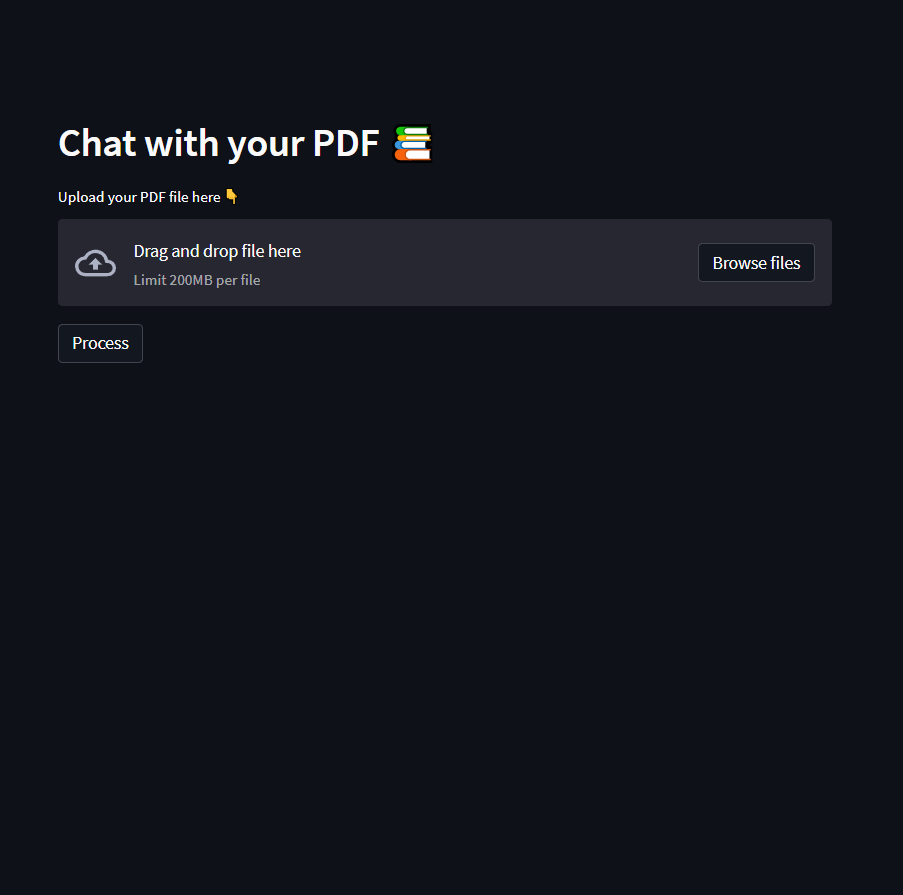 Chat with your PDF 📚
Upload your PDF file here 👇
Drag and drop file here
Limit 200MB per file
Browse files
Process